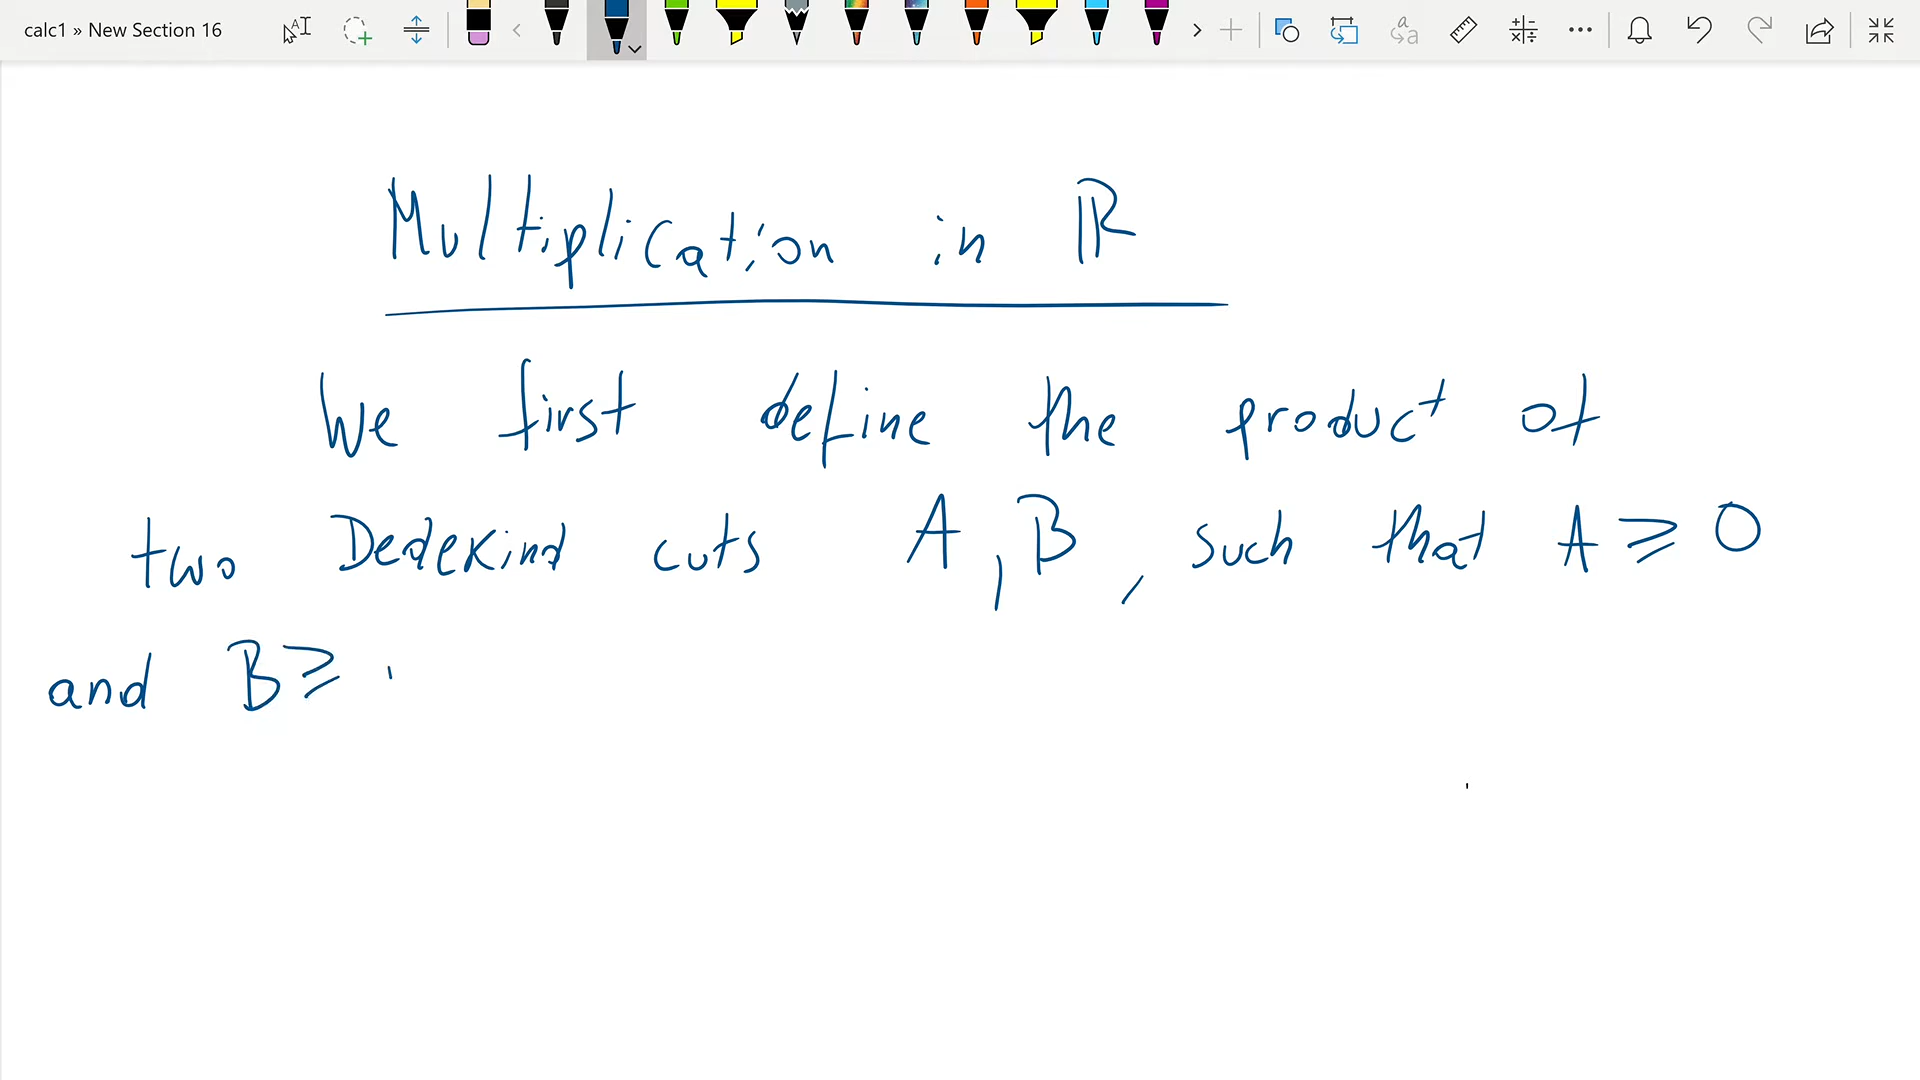 calc1 » New Section 16
Multiplication in ℝ
We first define the product of
two Dedekind cuts A, B, such that A ≥ 0
and B ≥